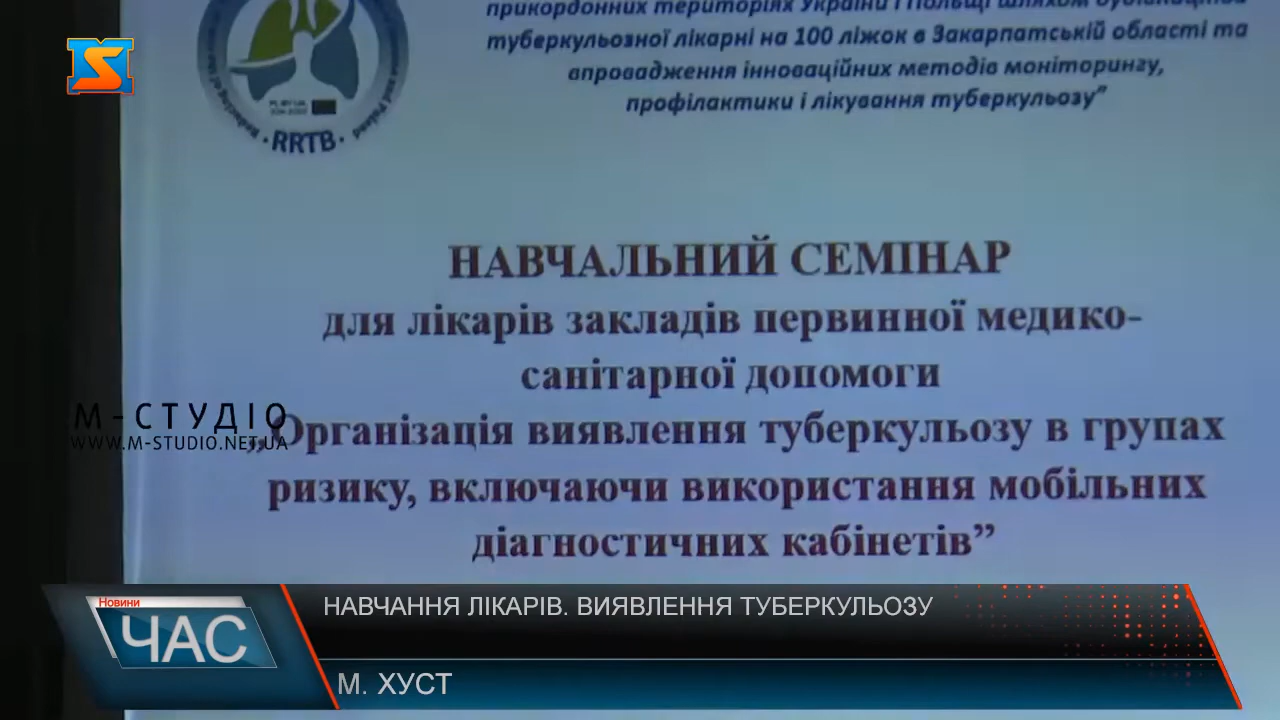 прикордонних територіях України і Польщі шляхом будівництва
туберкульозної лікарні на 100 ліжок в Закарпатській області та
впровадження інноваційних методів моніторингу,
профілактики і лікування туберкульозу”
RRTB
НАВЧАЛЬНИЙ СЕМІНАР
для лікарів закладів первинної медико-
санітарної допомоги
„Організація виявлення туберкульозу в групах
ризику, включаючи використання мобільних
діагностичних кабінетів”
М-СТУДІО
WWW.M-STUDIO.NET.UA
Новини
ЧАС
НАВЧАННЯ ЛІКАРІВ. ВИЯВЛЕННЯ ТУБЕРКУЛЬОЗУ
М. ХУСТ